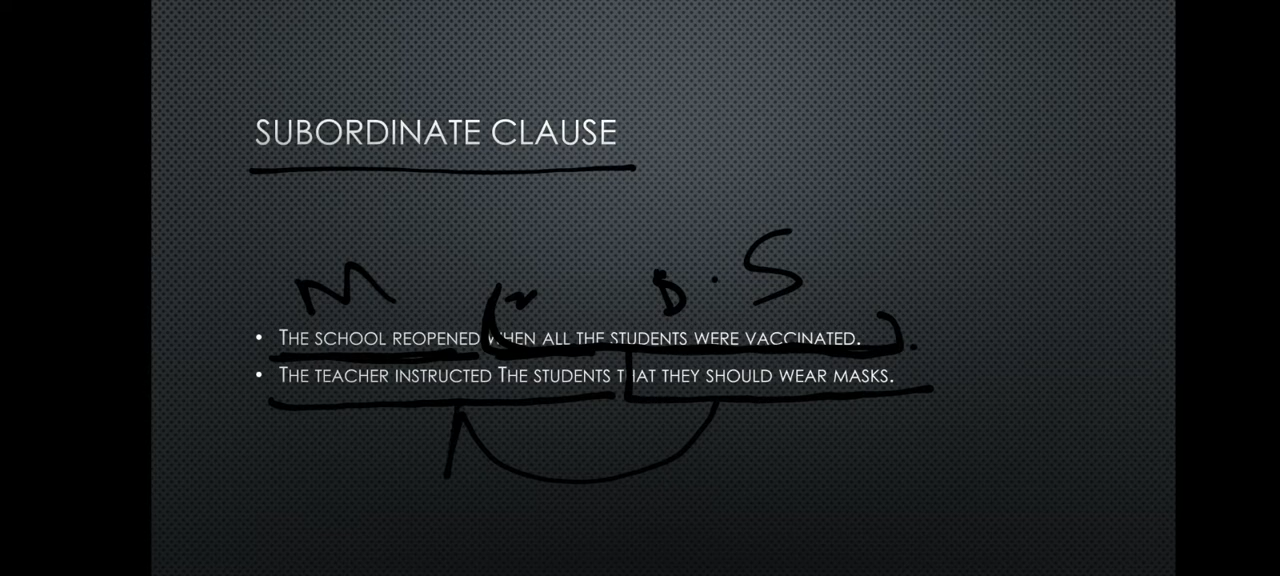 SUBORDINATE CLAUSE
M D.S
• THE SCHOOL REOPENED WHEN ALL THE STUDENTS WERE VACCINATED.
• THE TEACHER INSTRUCTED THE STUDENTS THAT THEY SHOULD WEAR MASKS.